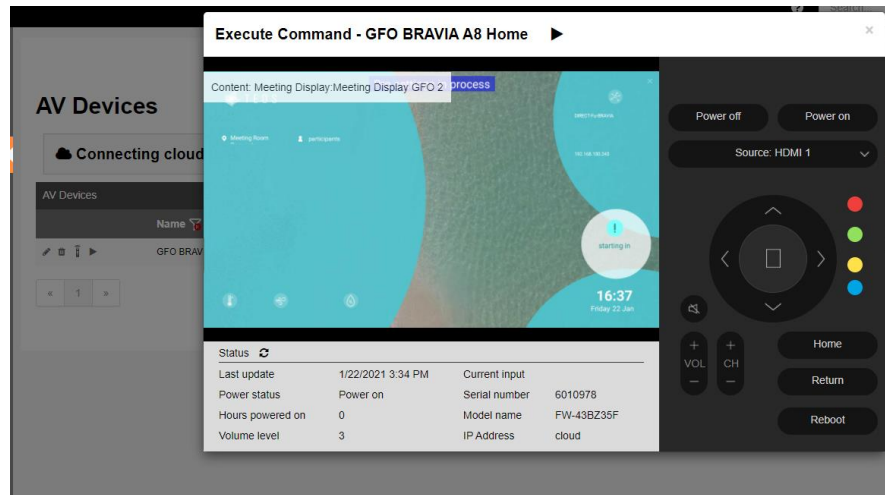 Execute Command - GFO BRAVIA A8 Home
Content: Meeting Display:Meeting Display GFO 2
process
Meeting Room
participants
DIRECT-Fu-BRAVIA
starting in
16:37
Friday 22 Jan
AV Devices
Connecting cloud
AV Devices
Name
GFO BRAV
« 1 »
Status
Last update 1/22/2021 3:34 PM Current input
Power status Power on Serial number 6010978
Hours powered on 0 Model name FW-43BZ35F
Volume level 3 IP Address cloud
Power off Power on
Source: HDMI 1
+ +
VOL CH
− −
Home
Return
Reboot